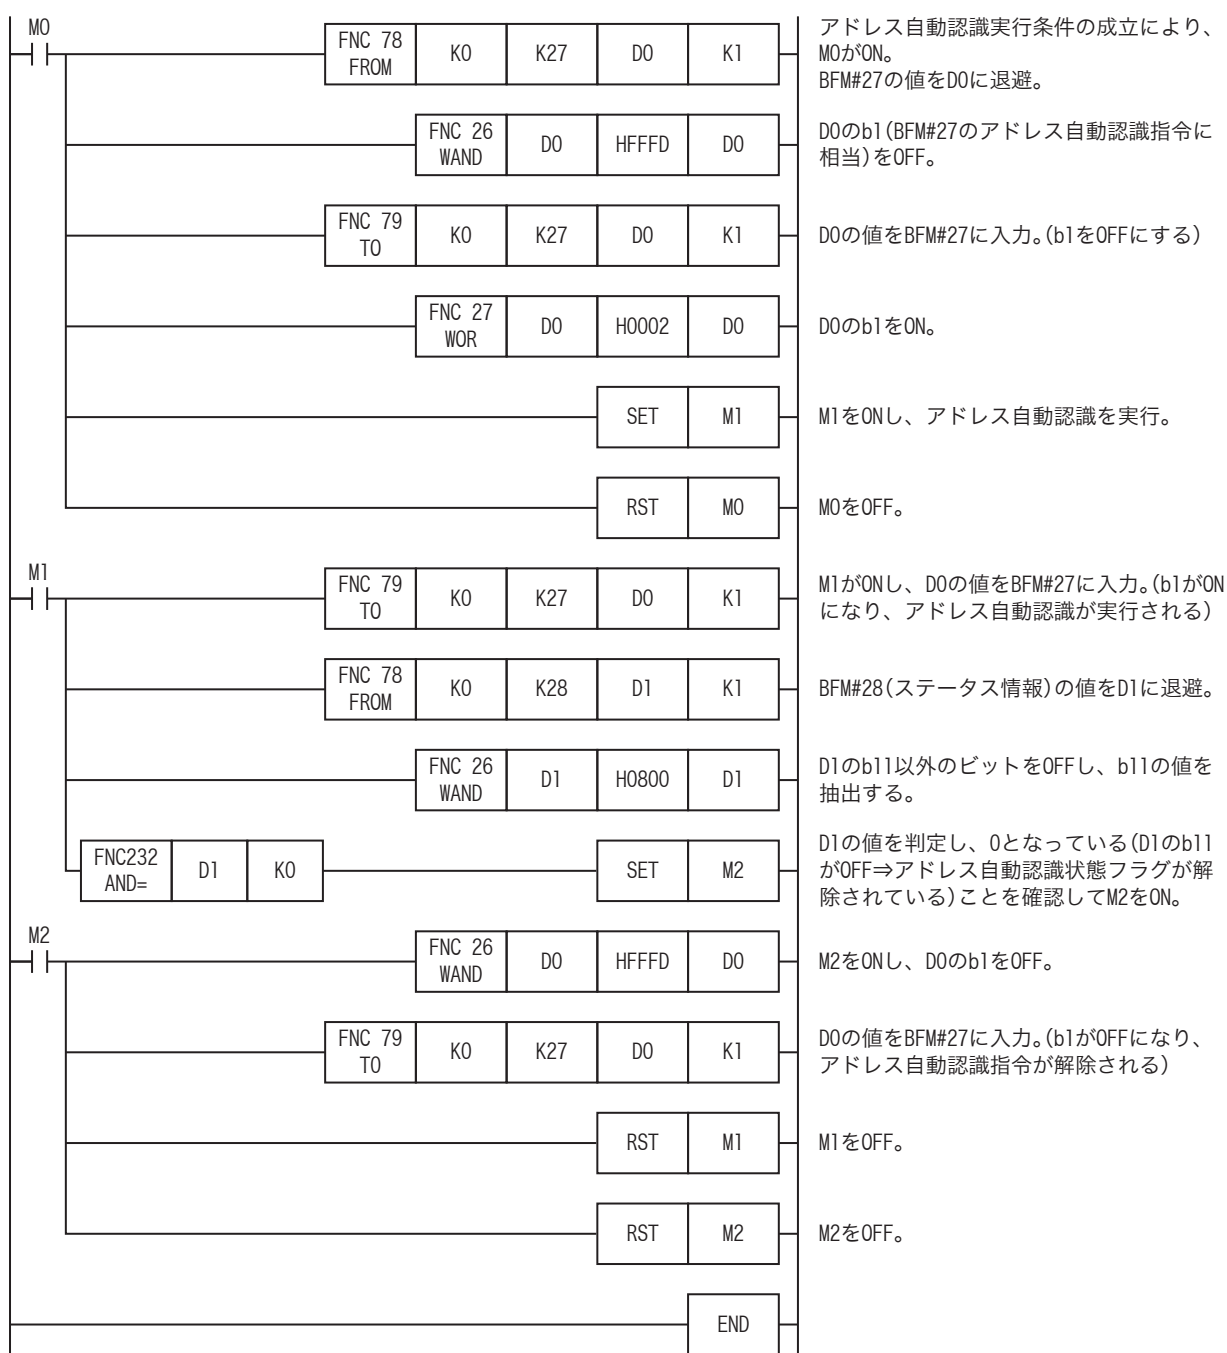 M0
FNC 78
FROM
K0
K27
D0
K1
アドレス自動認識実行条件の成立により、
M0がON。
BFM#27の値をD0に退避。
FNC 26
WAND
D0
HFFFD
D0
D0のb1(BFM#27のアドレス自動認識指令に
相当)をOFF。
FNC 79
TO
K0
K27
D0
K1
D0の値をBFM#27に入力。(b1をOFFにする)
FNC 27
WOR
D0
H0002
D0
D0のb1をON。
SET
M1
M1をONし、アドレス自動認識を実行。
RST
M0
M0をOFF。
M1
FNC 79
TO
K0
K27
D0
K1
M1がONし、D0の値をBFM#27に入力。(b1がON
になり、アドレス自動認識が実行される)
FNC 78
FROM
K0
K28
D1
K1
BFM#28(ステータス情報)の値をD1に退避。
FNC 26
WAND
D1
H0800
D1
D1のb11以外のビットをOFFし、b11の値を
抽出する。
FNC232
AND=
D1
K0
SET
M2
D1の値を判定し、0となっている(D1のb11
がOFF⇒アドレス自動認識状態フラグが解
除されている)ことを確認してM2をON。
M2
FNC 26
WAND
D0
HFFFD
D0
M2をONし、D0のb1をOFF。
FNC 79
TO
K0
K27
D0
K1
D0の値をBFM#27に入力。(b1がOFFになり、
アドレス自動認識指令が解除される)
RST
M1
M1をOFF。
RST
M2
M2をOFF。
END